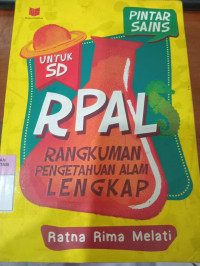 PINTAR
SAINS
UNTUK
SD
RPAL
RANGKUMAN
PENGETAHUAN ALAM
LENGKAP
Ratna Rima Melati